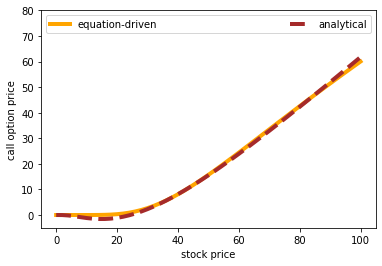 80
70
60
50
40
30
20
10
0
call option price
equation-driven
analytical
0 20 40 60 80 100
stock price